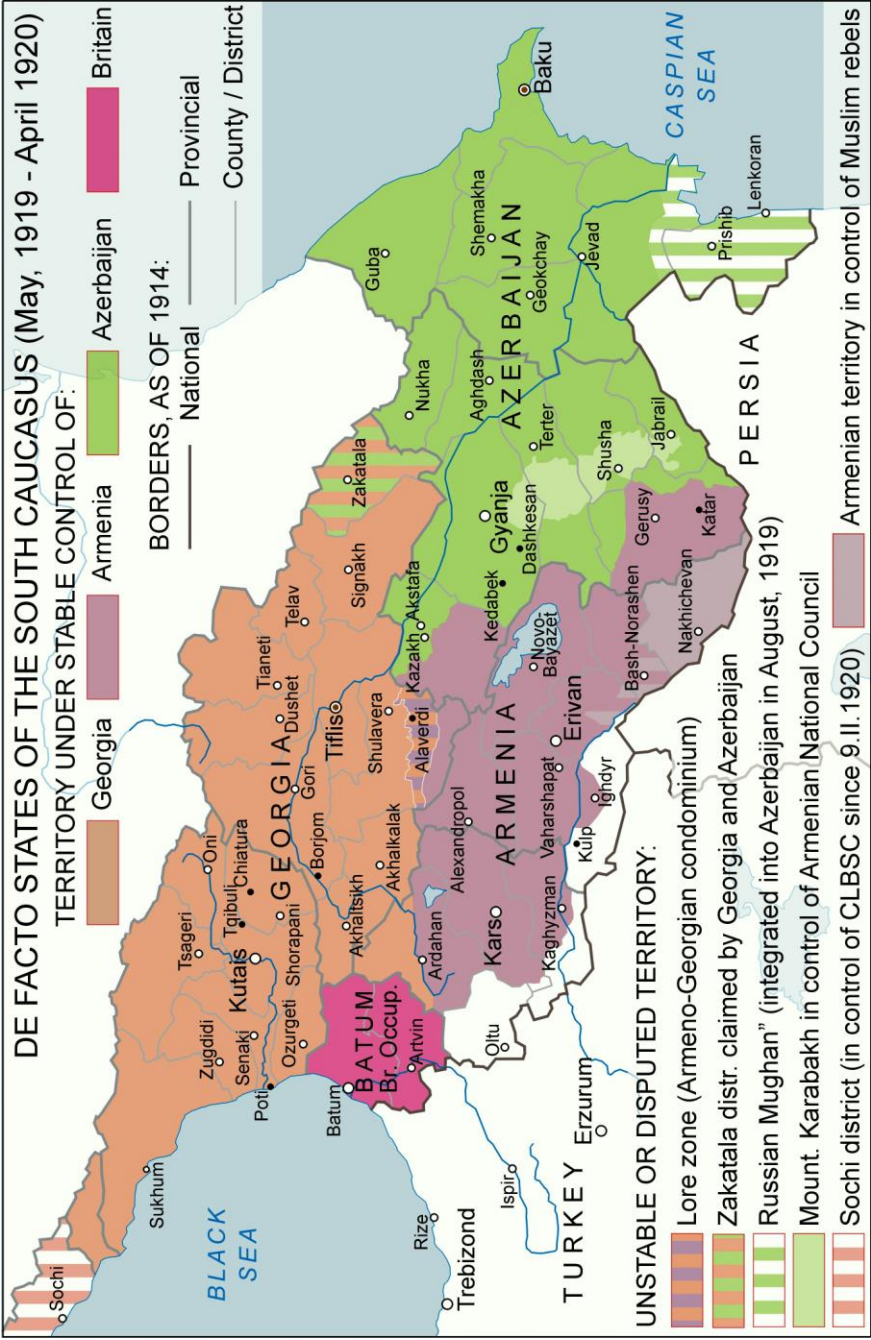 DE FACTO STATES OF THE SOUTH CAUCASUS (May, 1919 - April 1920)
TERRITORY UNDER STABLE CONTROL OF:
Georgia
Armenia
Azerbaijan
Britain
BORDERS, AS OF 1914:
National
Provincial
County / District
Sochi
Sukhum
BLACK
SEA
Tsageri
Oni
Zugdidi
Kutais
Tqibuli
Chiatura
Senaki
Shorapani
Poti
Ozurgeti
GEORGIA
Tianeti
Telav
Dushet
Gori
Tiflis
Signakh
Zakatala
Borjom
Akhaltsikh
Akhalkalak
Shulavera
Alaverdi
Batum
BATUM
Br. Occup.
Artvin
Ardahan
Rize
Trebizond
Ispir
TURKEY
Erzurum
Oltu
Kars
Alexandropol
ARMENIA
Kaghyzman
Vaharshapat
Erivan
Kulp
Ighdyr
Novo-
Bayazet
Bash-Norashen
Nakhichevan
Gerusy
Katar
Kazakh
Akstafa
Kedabek
Gyanja
Dashkesan
Terter
Shusha
Jabrail
Nukha
Aghdash
AZERBAIJAN
Guba
Shemakha
Geokchay
Jevad
Baku
CASPIAN
SEA
Prishib
Lenkoran
PERSIA
UNSTABLE OR DISPUTED TERRITORY:
Lore zone (Armeno-Georgian condominium)
Zakatala distr. claimed by Georgia and Azerbaijan
Russian Mughan” (integrated into Azerbaijan in August, 1919)
Mount. Karabakh in control of Armenian National Council
Sochi district (in control of CLBSC since 9.II.1920)
Armenian territory in control of Muslim rebels